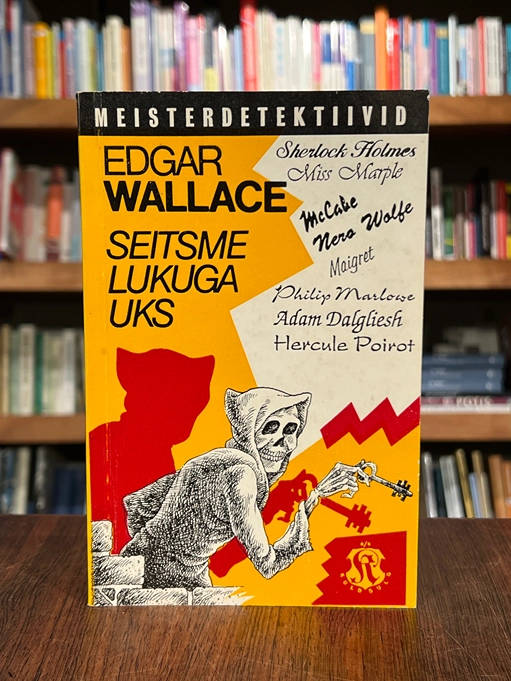 MEISTERDETEKTIIVID
EDGAR
WALLACE
SEITSME
LUKUGA
UKS
Sherlock Holmes
Miss Marple
McCabe
Nero Wolfe
Maigret
Philip Marlowe
Adam Dalgliesh
Hercule Poirot